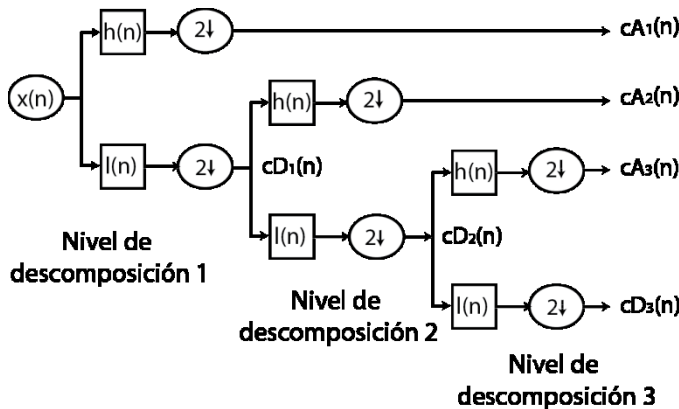 h(n)
2↓
cA₁(n)
x(n)
h(n)
2↓
cA₂(n)
l(n)
2↓
cD₁(n)
h(n)
2↓
cA₃(n)
Nivel de
descomposición 1
l(n)
2↓
cD₂(n)
Nivel de
descomposición 2
l(n)
2↓
cD₃(n)
Nivel de
descomposición 3